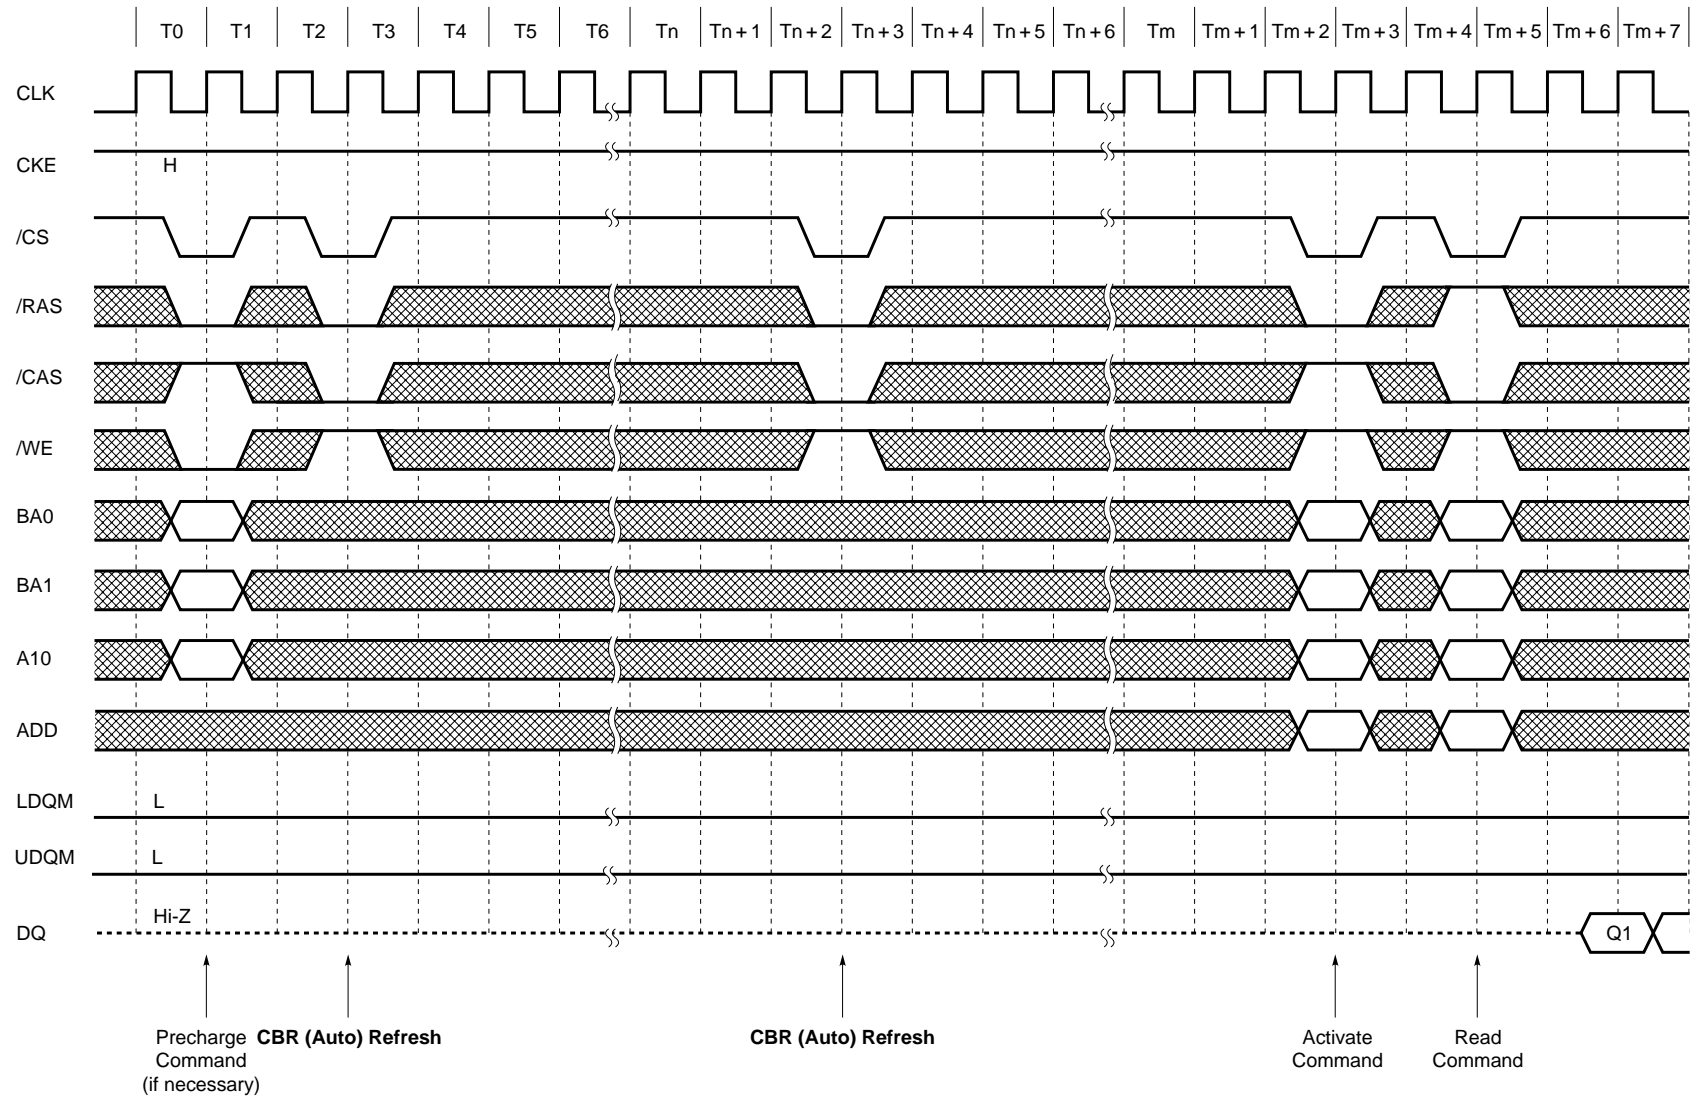 T0 T1 T2 T3 T4 T5 T6 Tn Tn + 1 Tn + 2 Tn + 3 Tn + 4 Tn + 5 Tn + 6 Tm Tm + 1 Tm + 2 Tm + 3 Tm + 4 Tm + 5 Tm + 6 Tm + 7
CLK
CKE H
/CS
/RAS
/CAS
/WE
BA0
BA1
A10
ADD
LDQM L
UDQM L
DQ Hi-Z Q1
Precharge
Command
(if necessary)
CBR (Auto) Refresh
CBR (Auto) Refresh
Activate
Command
Read
Command